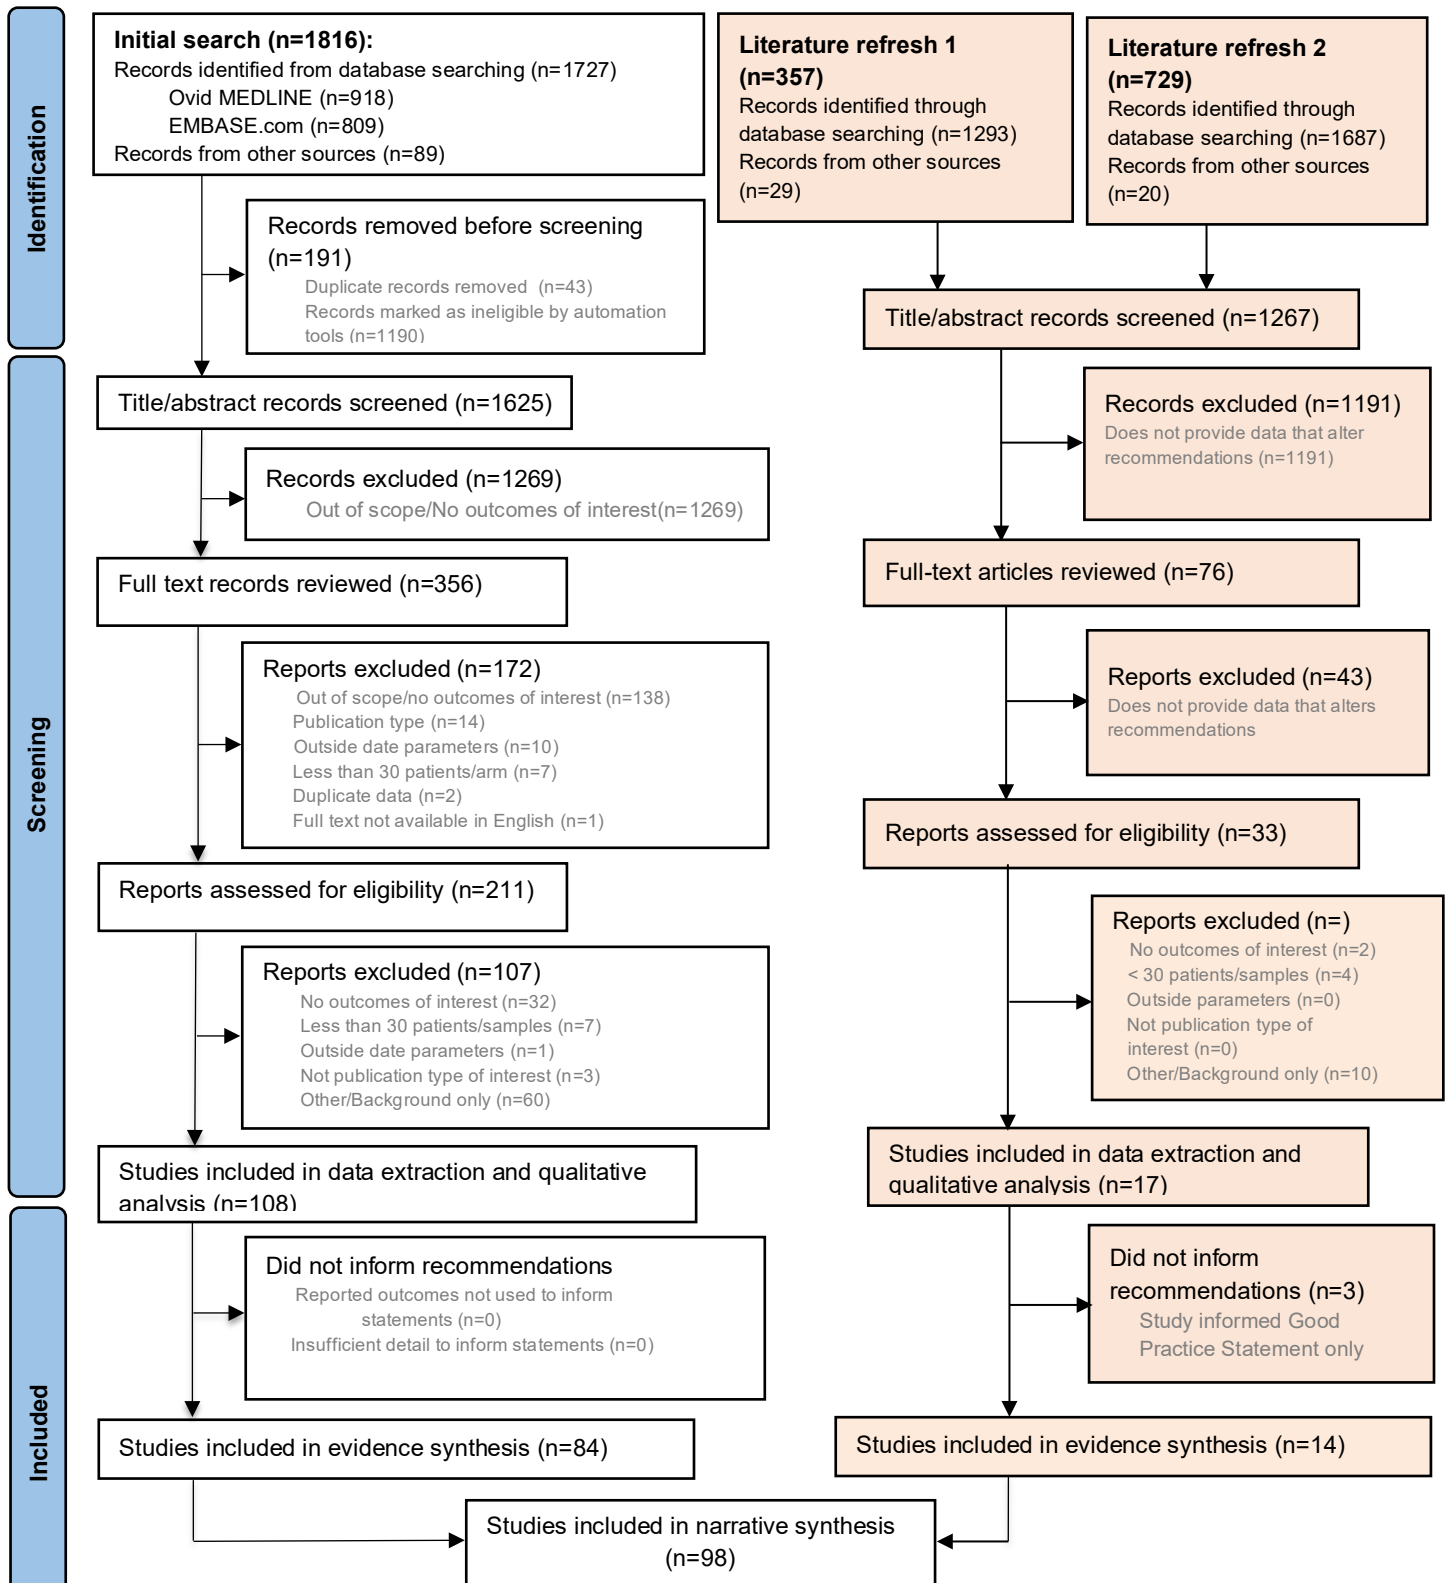 Identification
Initial search (n=1816):
Records identified from database searching (n=1727)
Ovid MEDLINE (n=918)
EMBASE.com (n=809)
Records from other sources (n=89)
Literature refresh 1
(n=357)
Records identified through
database searching (n=1293)
Records from other sources
(n=29)
Literature refresh 2
(n=729)
Records identified through
database searching (n=1687)
Records from other sources
(n=20)
Records removed before screening
(n=191)
Duplicate records removed (n=43)
Records marked as ineligible by automation
tools (n=1190)
Title/abstract records screened (n=1267)
Screening
Title/abstract records screened (n=1625)
Records excluded (n=1191)
Does not provide data that alter
recommendations (n=1191)
Records excluded (n=1269)
Out of scope/No outcomes of interest(n=1269)
Full text records reviewed (n=356)
Full-text articles reviewed (n=76)
Reports excluded (n=172)
Out of scope/no outcomes of interest (n=138)
Publication type (n=14)
Outside date parameters (n=10)
Less than 30 patients/arm (n=7)
Duplicate data (n=2)
Full text not available in English (n=1)
Reports excluded (n=43)
Does not provide data that alters
recommendations
Reports assessed for eligibility (n=211)
Reports assessed for eligibility (n=33)
Reports excluded (n=107)
No outcomes of interest (n=32)
Less than 30 patients/samples (n=7)
Outside date parameters (n=1)
Not publication type of interest (n=3)
Other/Background only (n=60)
Reports excluded (n=)
No outcomes of interest (n=2)
< 30 patients/samples (n=4)
Outside parameters (n=0)
Not publication type of
interest (n=0)
Other/Background only (n=10)
Studies included in data extraction and qualitative
analysis (n=108)
Studies included in data extraction and
qualitative analysis (n=17)
Included
Did not inform recommendations
Reported outcomes not used to inform
statements (n=0)
Insufficient detail to inform statements (n=0)
Did not inform
recommendations (n=3)
Study informed Good
Practice Statement only
Studies included in evidence synthesis (n=84)
Studies included in evidence synthesis (n=14)
Studies included in narrative synthesis
(n=98)